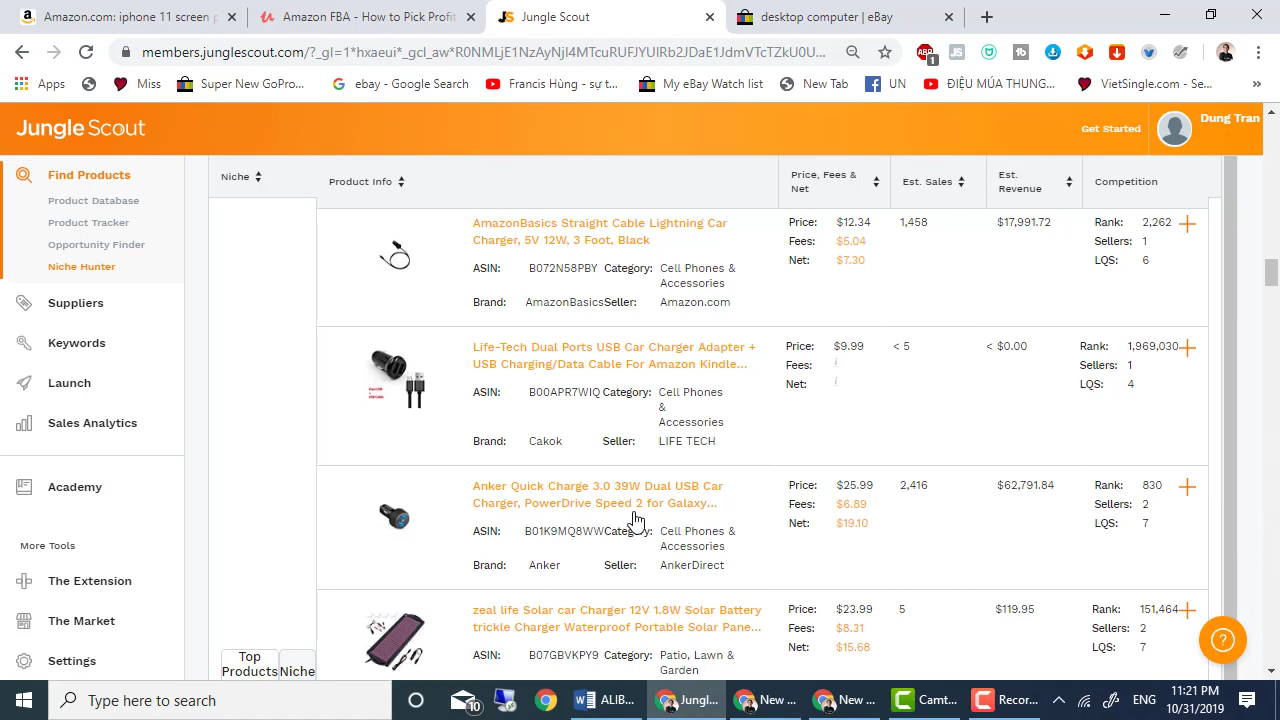 Amazon.com: iphone 11 screen p
Amazon FBA - How to Pick Profit
Jungle Scout
desktop computer | eBay
members.junglescout.com/?_gl=1*hxaeui*_gcl_aw*R0NMLjE1NzAyNjI4MTcuRUFJYUlRb2JDaE1JdmVTcTZKU0U...
Apps
Miss
Super New GoPro...
ebay - Google Search
Francis Hùng - sự t...
My eBay Watch list
New Tab
UN
ĐIỆU MÚA THUNG...
VietSingle.com - Se...
Jungle Scout
Get Started
Dung Tran
Find Products
Product Database
Product Tracker
Opportunity Finder
Niche Hunter
Suppliers
Keywords
Launch
Sales Analytics
Academy
More Tools
The Extension
The Market
Settings
Niche
Product Info
Price, Fees &
Net
Est. Sales
Est.
Revenue
Competition
AmazonBasics Straight Cable Lightning Car
Charger, 5V 12W, 3 Foot, Black
ASIN: B072N58PBY Category: Cell Phones &
Accessories
Brand: AmazonBasics Seller: Amazon.com
Price: $12.34
Fees: $5.04
Net: $7.30
1,458
$17,991.72
Rank: 2,262
Sellers: 1
LQS: 6
Life-Tech Dual Ports USB Car Charger Adapter +
USB Charging/Data Cable For Amazon Kindle...
ASIN: B00APR7WIQ Category: Cell Phones
&
Accessories
Brand: Cakok Seller: LIFE TECH
Price: $9.99
Fees:
Net:
< 5
< $0.00
Rank: 1,969,030
Sellers: 1
LQS: 4
Anker Quick Charge 3.0 39W Dual USB Car
Charger, PowerDrive Speed 2 for Galaxy...
ASIN: B01K9MQ8WW Category: Cell Phones &
Accessories
Brand: Anker Seller: AnkerDirect
Price: $25.99
Fees: $6.89
Net: $19.10
2,416
$62,791.84
Rank: 830
Sellers: 2
LQS: 7
zeal life Solar car Charger 12V 1.8W Solar Battery
trickle Charger Waterproof Portable Solar Pane...
ASIN: B07GBVKPY9 Category: Patio, Lawn &
Garden
Price: $23.99
Fees: $8.31
Net: $15.68
5
$119.95
Rank: 151,464
Sellers: 2
LQS: 7
Top
Products
Niche
Type here to search
10
ALIB...
Jungl...
New ...
New ...
Camt...
Recor...
ENG
11:21 PM
10/31/2019